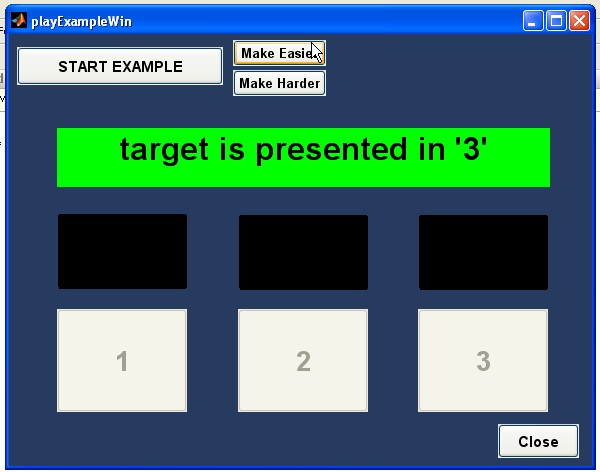 playExampleWin
START EXAMPLE
Make Easier
Make Harder
target is presented in '3'
1
2
3
Close